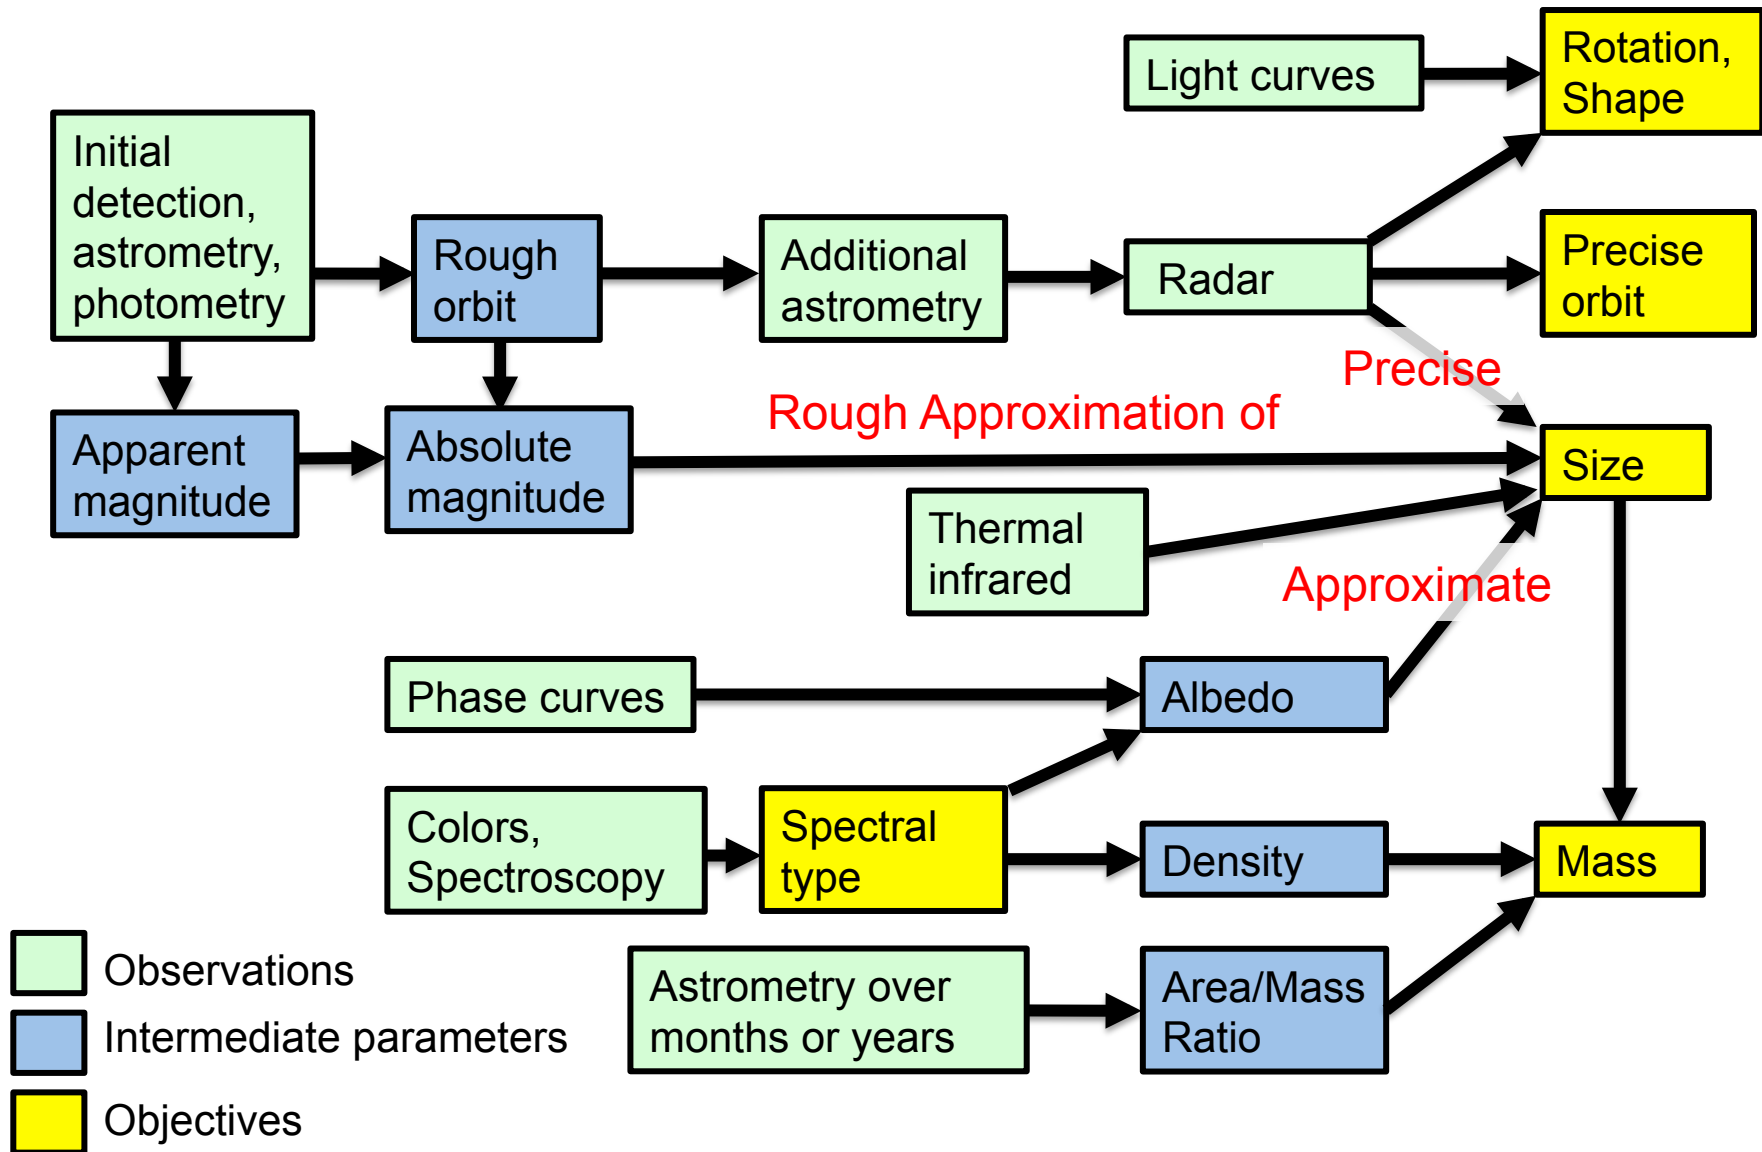 Light curves
Rotation,
Shape
Initial
detection,
astrometry,
photometry
Rough
orbit
Additional
astrometry
Radar
Precise
orbit
Precise
Rough Approximation of
Apparent
magnitude
Absolute
magnitude
Size
Thermal
infrared
Approximate
Phase curves
Albedo
Colors,
Spectroscopy
Spectral
type
Density
Mass
Astrometry over
months or years
Area/Mass
Ratio
Observations
Intermediate parameters
Objectives